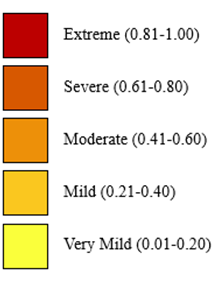 Extreme (0.81-1.00)
Severe (0.61-0.80)
Moderate (0.41-0.60)
Mild (0.21-0.40)
Very Mild (0.01-0.20)